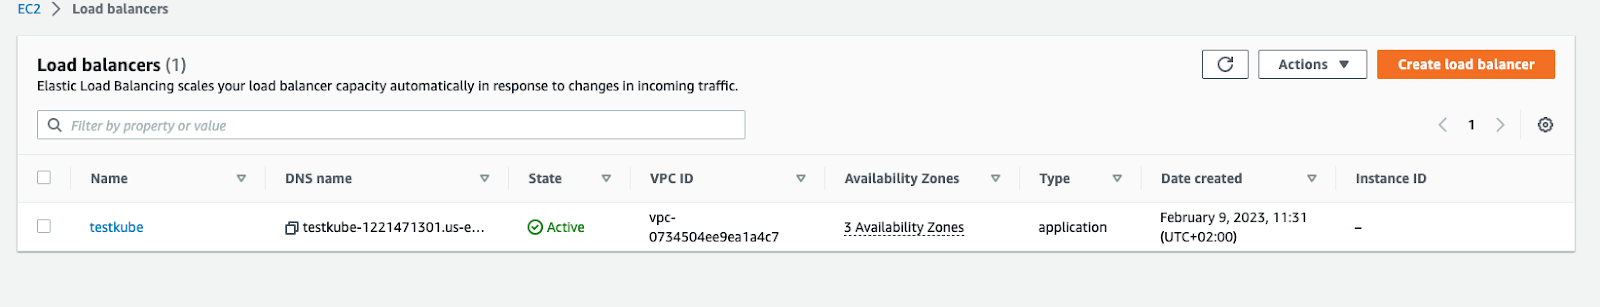 EC2 > Load balancers
Load balancers (1)
Elastic Load Balancing scales your load balancer capacity automatically in response to changes in incoming traffic.
Actions
Create load balancer
Filter by property or value
1
Name DNS name State VPC ID Availability Zones Type Date created Instance ID
testkube testkube-1221471301.us-e... Active vpc-0734504ee9ea1a4c7 3 Availability Zones application February 9, 2023, 11:31 (UTC+02:00) –